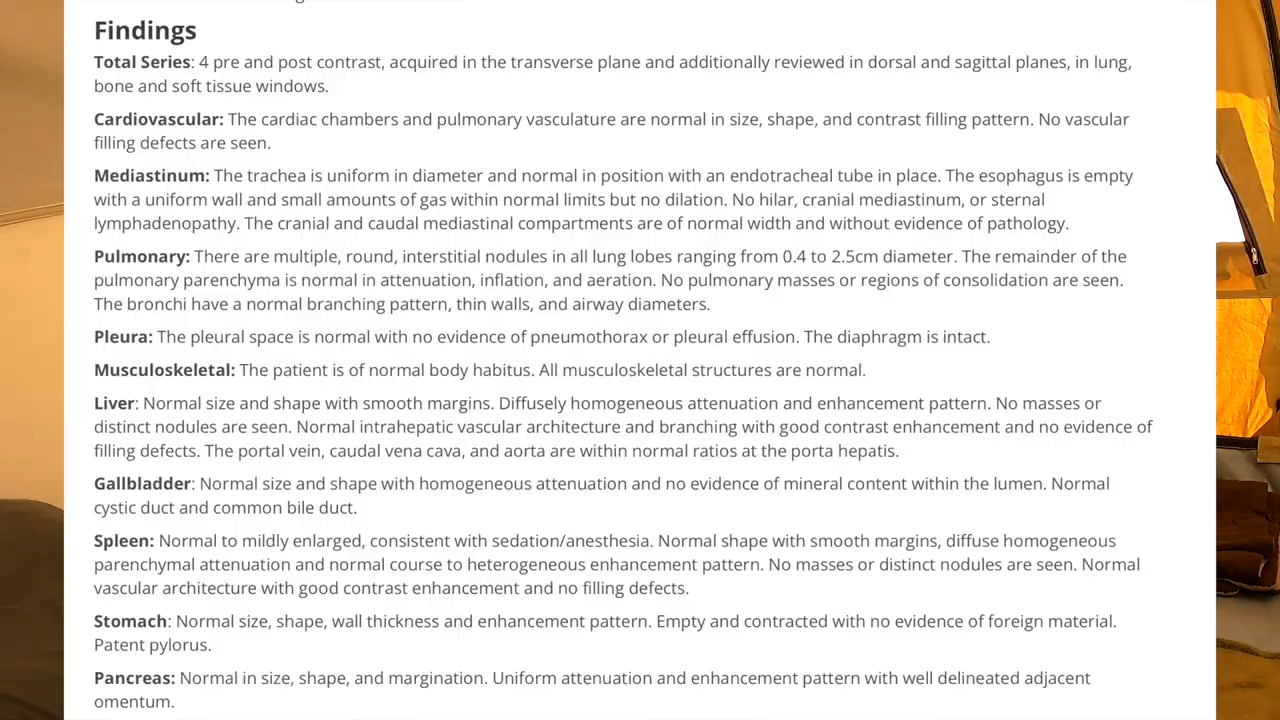 Findings
Total Series: 4 pre and post contrast, acquired in the transverse plane and additionally reviewed in dorsal and sagittal planes, in lung,
bone and soft tissue windows.
Cardiovascular: The cardiac chambers and pulmonary vasculature are normal in size, shape, and contrast filling pattern. No vascular
filling defects are seen.
Mediastinum: The trachea is uniform in diameter and normal in position with an endotracheal tube in place. The esophagus is empty
with a uniform wall and small amounts of gas within normal limits but no dilation. No hilar, cranial mediastinum, or sternal
lymphadenopathy. The cranial and caudal mediastinal compartments are of normal width and without evidence of pathology.
Pulmonary: There are multiple, round, interstitial nodules in all lung lobes ranging from 0.4 to 2.5cm diameter. The remainder of the
pulmonary parenchyma is normal in attenuation, inflation, and aeration. No pulmonary masses or regions of consolidation are seen.
The bronchi have a normal branching pattern, thin walls, and airway diameters.
Pleura: The pleural space is normal with no evidence of pneumothorax or pleural effusion. The diaphragm is intact.
Musculoskeletal: The patient is of normal body habitus. All musculoskeletal structures are normal.
Liver: Normal size and shape with smooth margins. Diffusely homogeneous attenuation and enhancement pattern. No masses or
distinct nodules are seen. Normal intrahepatic vascular architecture and branching with good contrast enhancement and no evidence of
filling defects. The portal vein, caudal vena cava, and aorta are within normal ratios at the porta hepatis.
Gallbladder: Normal size and shape with homogeneous attenuation and no evidence of mineral content within the lumen. Normal
cystic duct and common bile duct.
Spleen: Normal to mildly enlarged, consistent with sedation/anesthesia. Normal shape with smooth margins, diffuse homogeneous
parenchymal attenuation and normal course to heterogeneous enhancement pattern. No masses or distinct nodules are seen. Normal
vascular architecture with good contrast enhancement and no filling defects.
Stomach: Normal size, shape, wall thickness and enhancement pattern. Empty and contracted with no evidence of foreign material.
Patent pylorus.
Pancreas: Normal in size, shape, and margination. Uniform attenuation and enhancement pattern with well delineated adjacent
omentum.